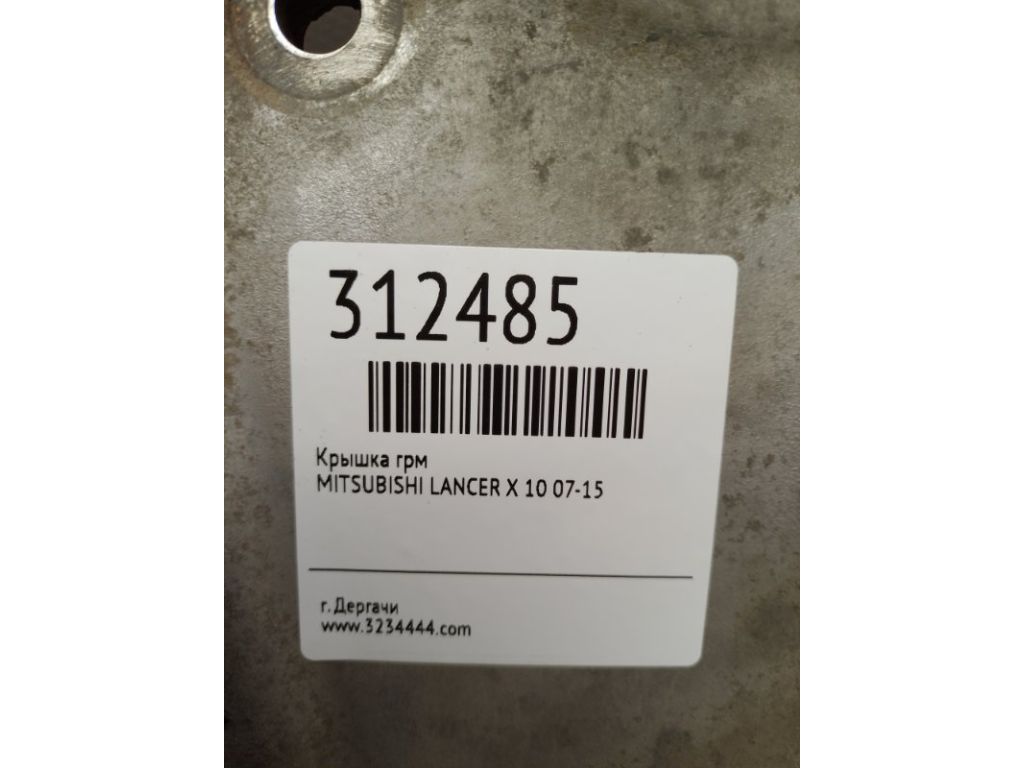 312485
Крышка грм
MITSUBISHI LANCER X 10 07-15
г. Дергачи
www.3234444.com